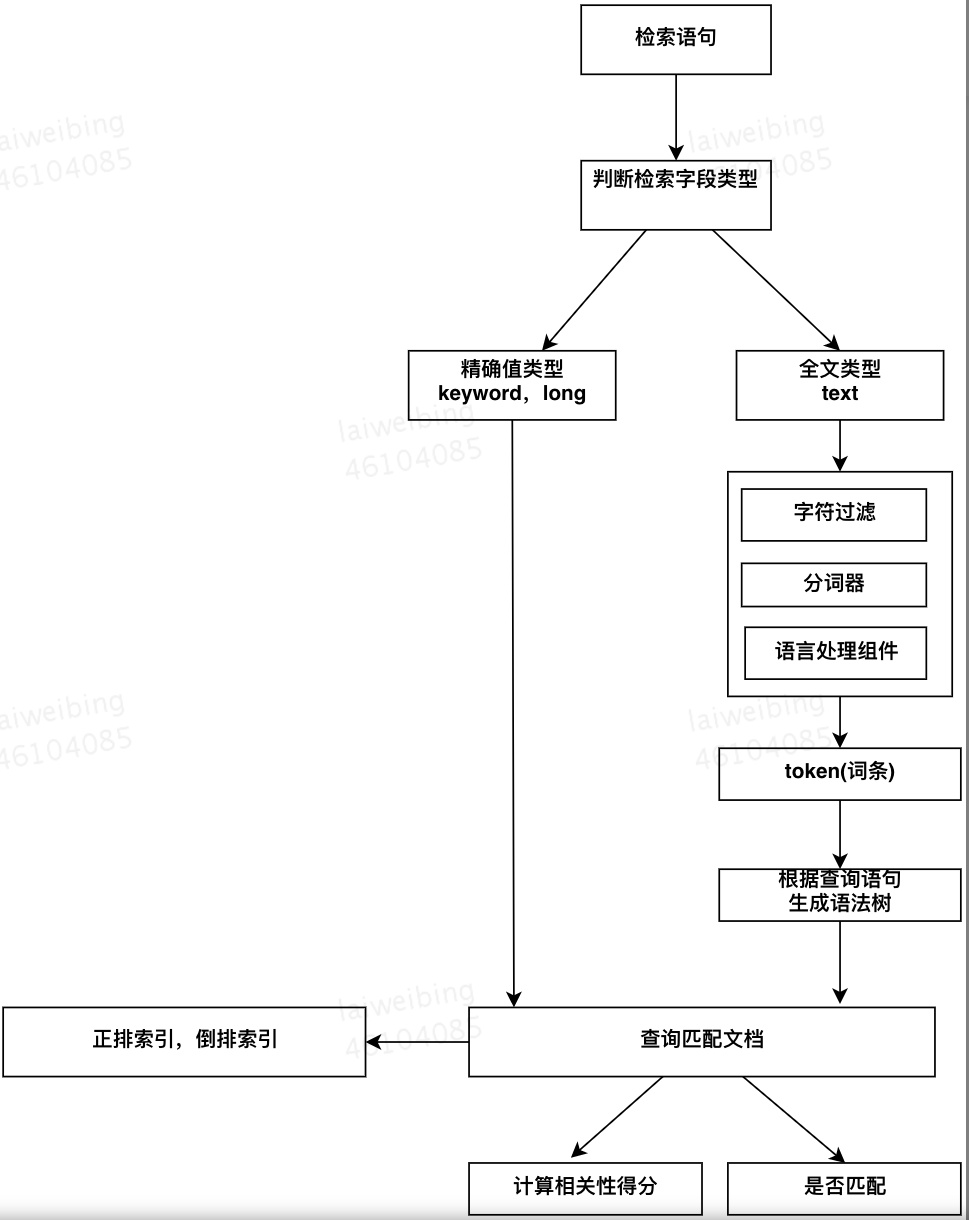 检索语句
laiweibing
46104085
laiweibing
46104085
判断检索字段类型
精确值类型
keyword，long
全文类型
text
laiweibing
46104085
字符过滤
分词器
语言处理组件
laiweibing
46104085
laiweibing
46104085
token(词条)
根据查询语句
生成语法树
laiweibing
46104085
正排索引，倒排索引
查询匹配文档
计算相关性得分
是否匹配